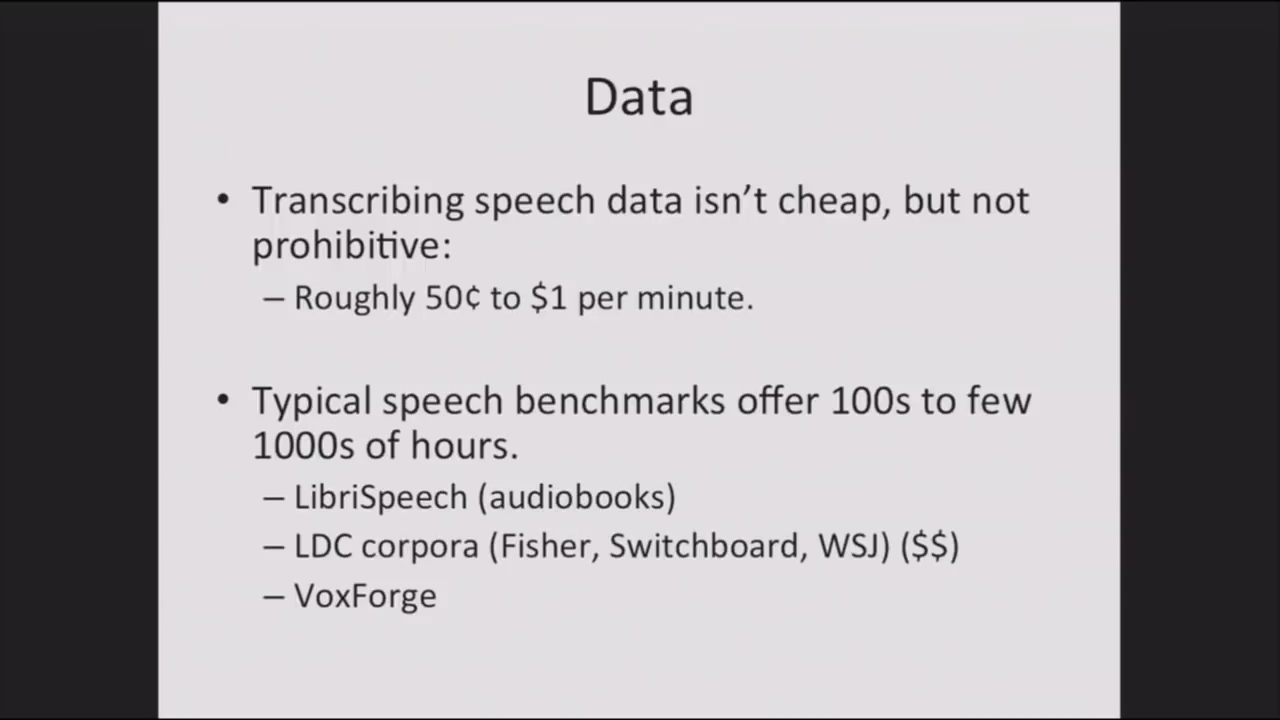 Data
• Transcribing speech data isn’t cheap, but not
prohibitive:
– Roughly 50¢ to $1 per minute.
• Typical speech benchmarks offer 100s to few
1000s of hours.
– LibriSpeech (audiobooks)
– LDC corpora (Fisher, Switchboard, WSJ) ($$)
– VoxForge